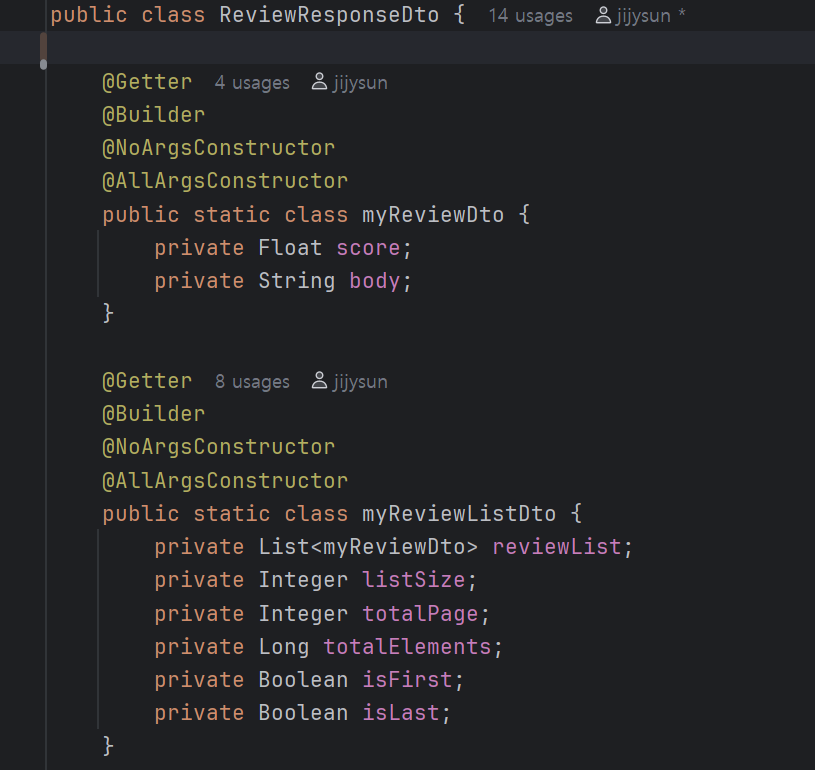 public class ReviewResponseDto { 14 usages jijysun *
@Getter 4 usages jijysun
@Builder
@NoArgsConstructor
@AllArgsConstructor
public static class myReviewDto {
private Float score;
private String body;
}
@Getter 8 usages jijysun
@Builder
@NoArgsConstructor
@AllArgsConstructor
public static class myReviewListDto {
private List<myReviewDto> reviewList;
private Integer listSize;
private Integer totalPage;
private Long totalElements;
private Boolean isFirst;
private Boolean isLast;
}